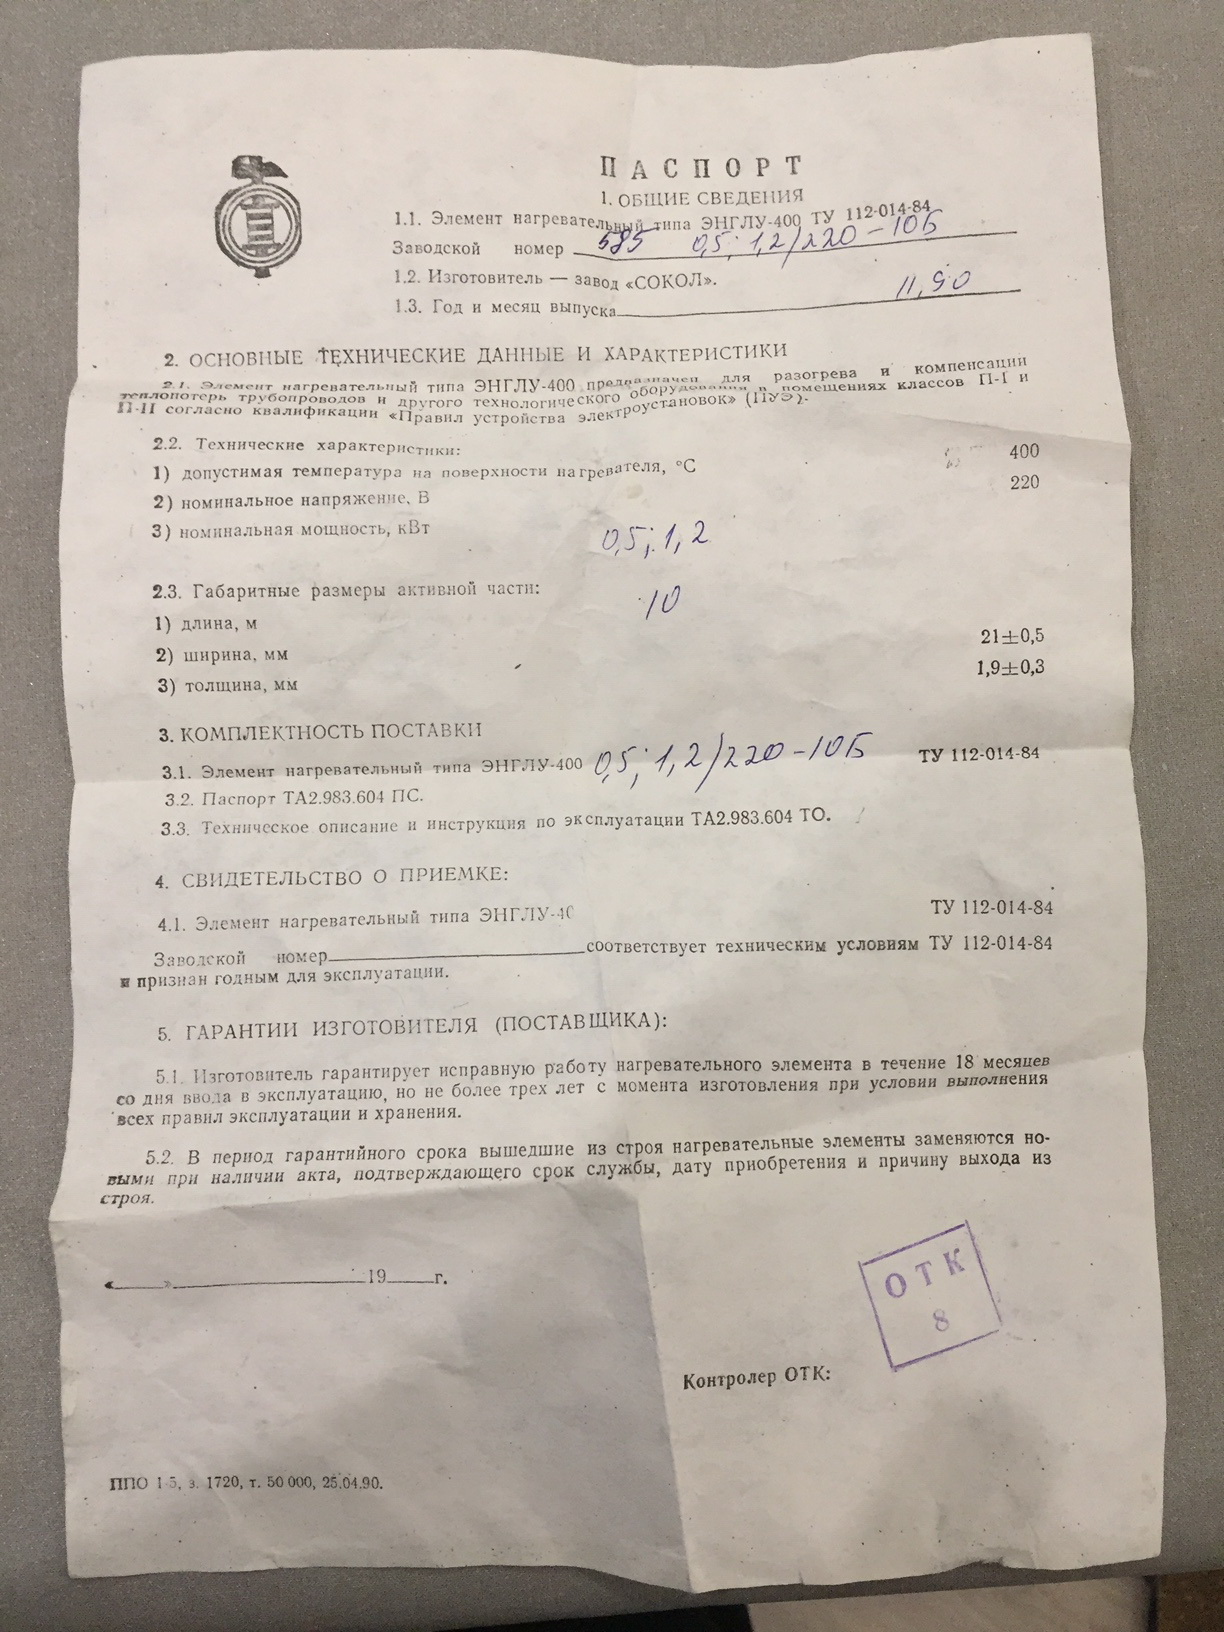 ПАСПОРТ
1. ОБЩИЕ СВЕДЕНИЯ
1.1. Элемент нагревательный типа ЭНГЛУ-400 ТУ 112-014-84
Заводской номер 585 0,5; 1,2/220-10Б
1.2. Изготовитель — завод «СОКОЛ».
1.3. Год и месяц выпуска 11,90
2. ОСНОВНЫЕ ТЕХНИЧЕСКИЕ ДАННЫЕ И ХАРАКТЕРИСТИКИ
2.1. Элемент нагревательный типа ЭНГЛУ-400 предназначен для разогрева и компенсации
теплопотерь трубопроводов и другого технологического оборудования в помещениях классов П-I и
П-II согласно квалификации «Правил устройства электроустановок» (ПУЭ).
2.2. Технические характеристики:
1) допустимая температура на поверхности нагревателя, °С 400
2) номинальное напряжение, В 220
3) номинальная мощность, кВт 0,5; 1,2
2.3. Габаритные размеры активной части:
1) длина, м 10
2) ширина, мм 21±0,5
3) толщина, мм 1,9±0,3
3. КОМПЛЕКТНОСТЬ ПОСТАВКИ
3.1. Элемент нагревательный типа ЭНГЛУ-400 0,5; 1,2/220-10Б ТУ 112-014-84
3.2. Паспорт ТА2.983.604 ПС.
3.3. Техническое описание и инструкция по эксплуатации ТА2.983.604 ТО.
4. СВИДЕТЕЛЬСТВО О ПРИЕМКЕ:
4.1. Элемент нагревательный типа ЭНГЛУ-40 ТУ 112-014-84
Заводской номер соответствует техническим условиям ТУ 112-014-84
и признан годным для эксплуатации.
5. ГАРАНТИИ ИЗГОТОВИТЕЛЯ (ПОСТАВЩИКА):
5.1. Изготовитель гарантирует исправную работу нагревательного элемента в течение 18 месяцев
со дня ввода в эксплуатацию, но не более трех лет с момента изготовления при условии выполнения
всех правил эксплуатации и хранения.
5.2. В период гарантийного срока вышедшие из строя нагревательные элементы заменяются но-
выми при наличии акта, подтверждающего срок службы, дату приобретения и причину выхода из
строя.
« » 19 г.
ОТК
8
Контролер ОТК:
ППО 1-5, з. 1720, т. 50 000, 25.04.90.